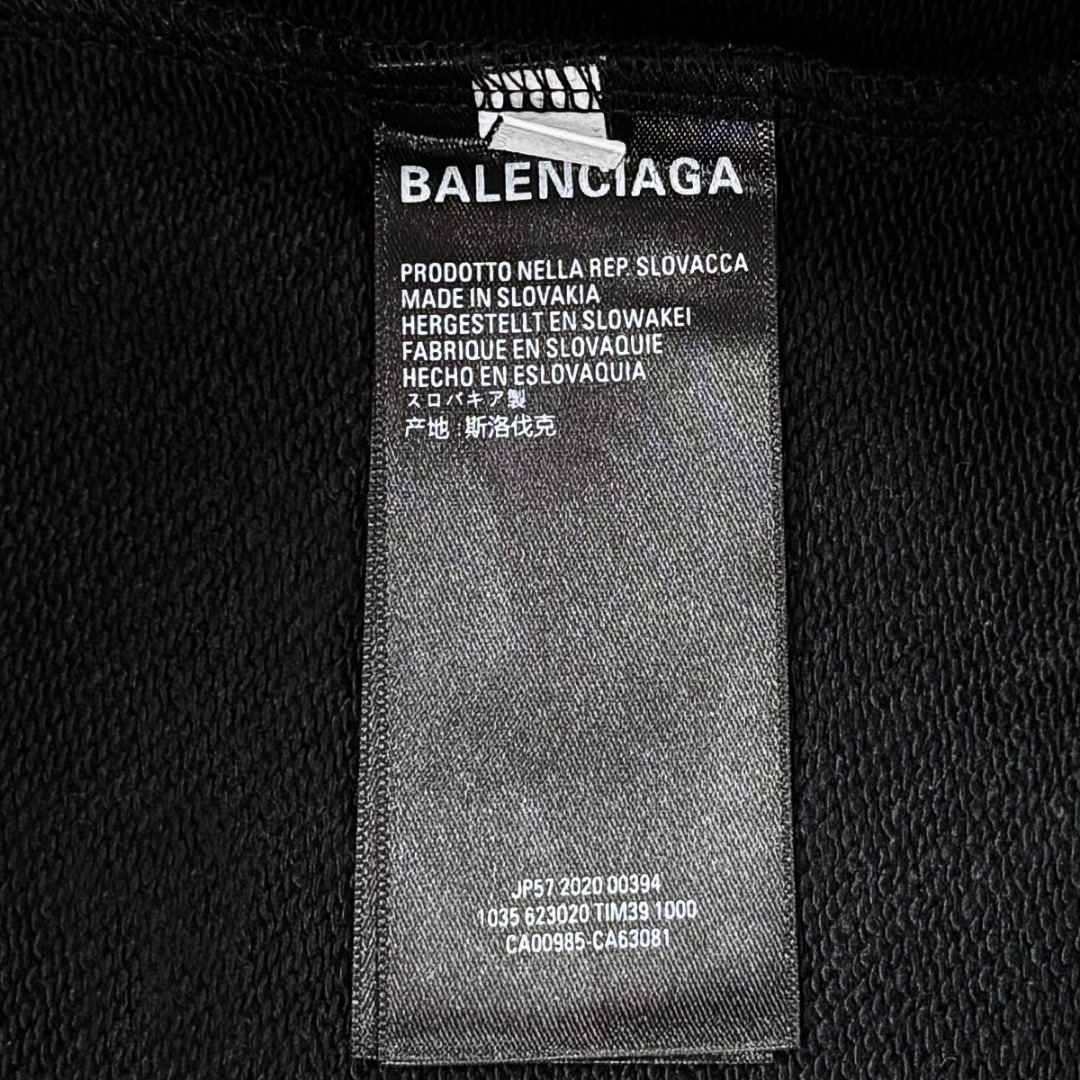 BALENCIAGA
PRODOTTO NELLA REP. SLOVACCA
MADE IN SLOVAKIA
HERGESTELLT EN SLOWAKEI
FABRIQUE EN SLOVAQUIE
HECHO EN ESLOVAQUIA
スロバキア製
产地:斯洛伐克
JP57 2020 00394
1035 623020 TIM39 1000
CA00985-CA63081